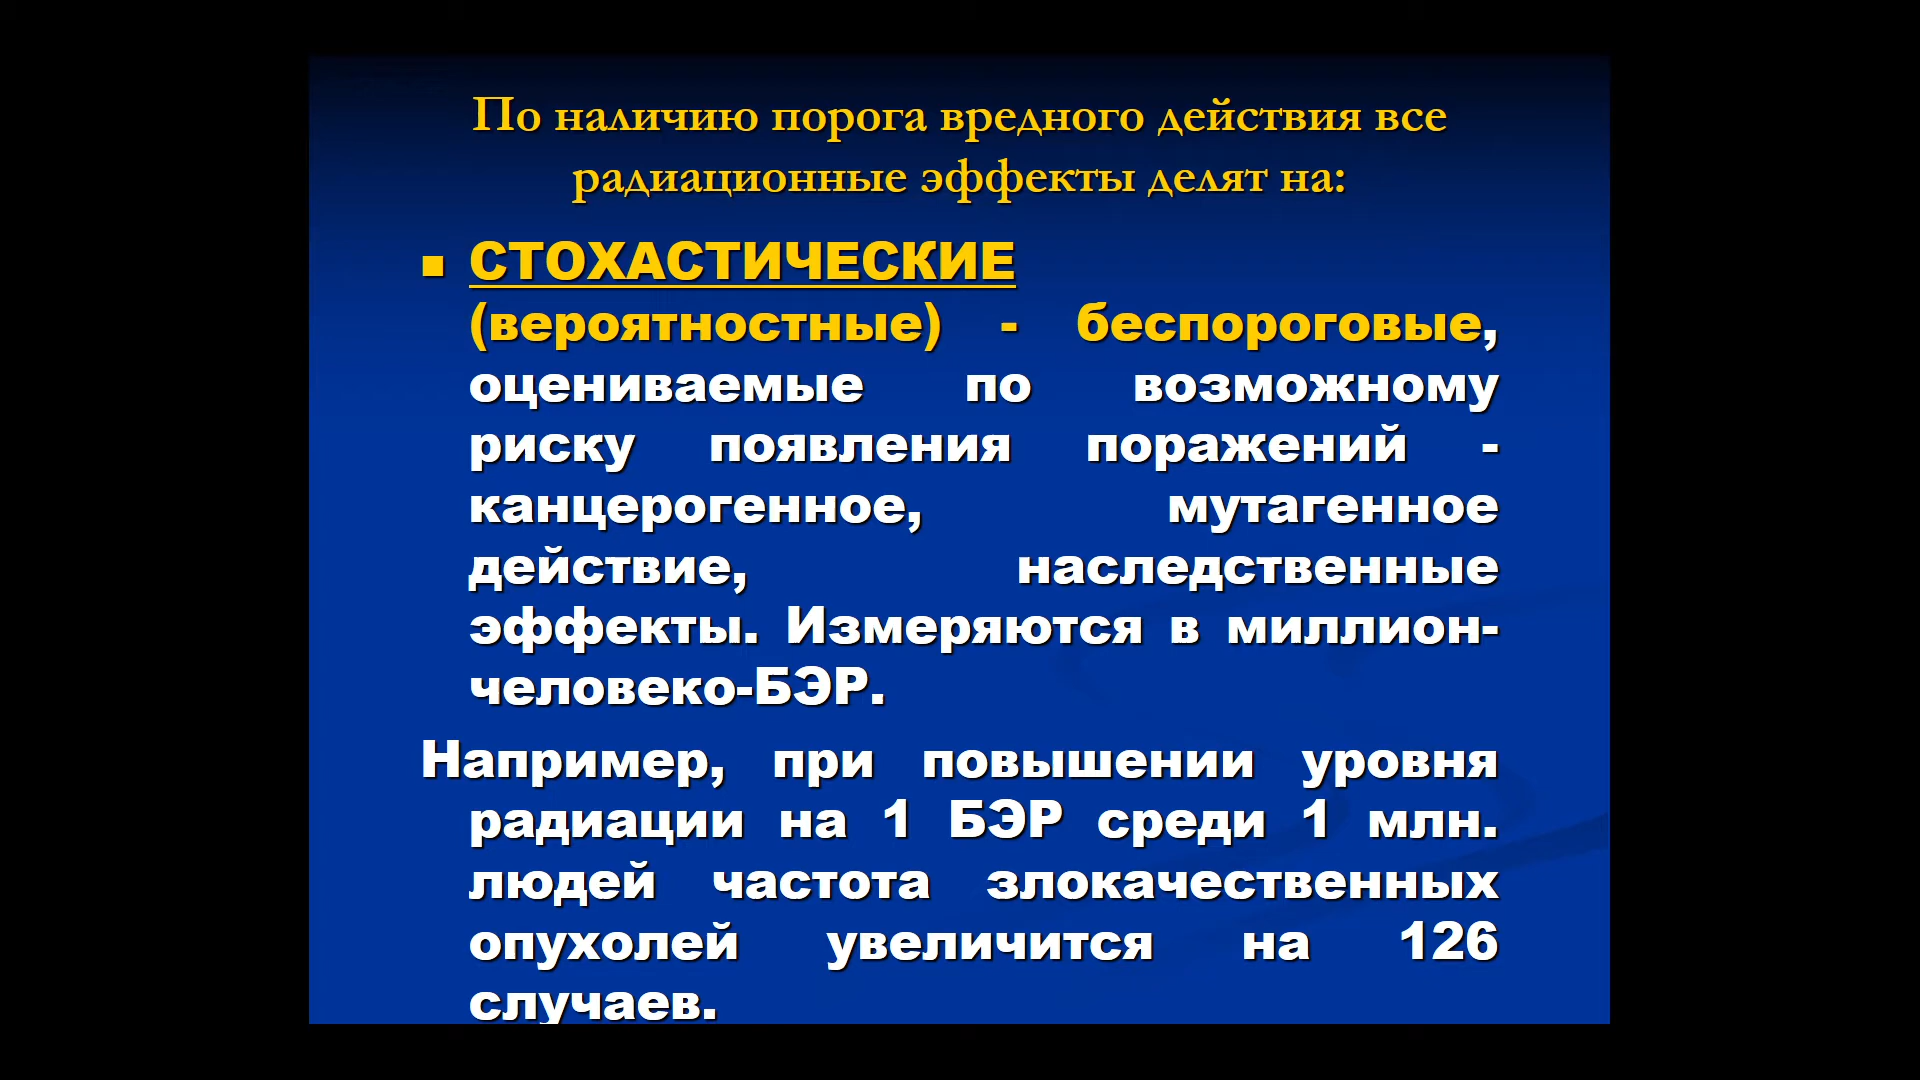 По наличию порога вредного действия все
радиационные эффекты делят на:
СТОХАСТИЧЕСКИЕ
(вероятностные) - беспороговые,
оцениваемые по возможному
риску появления поражений -
канцерогенное, мутагенное
действие, наследственные
эффекты. Измеряются в миллион-
человеко-БЭР.
Например, при повышении уровня
радиации на 1 БЭР среди 1 млн.
людей частота злокачественных
опухолей увеличится на 126
случаев.